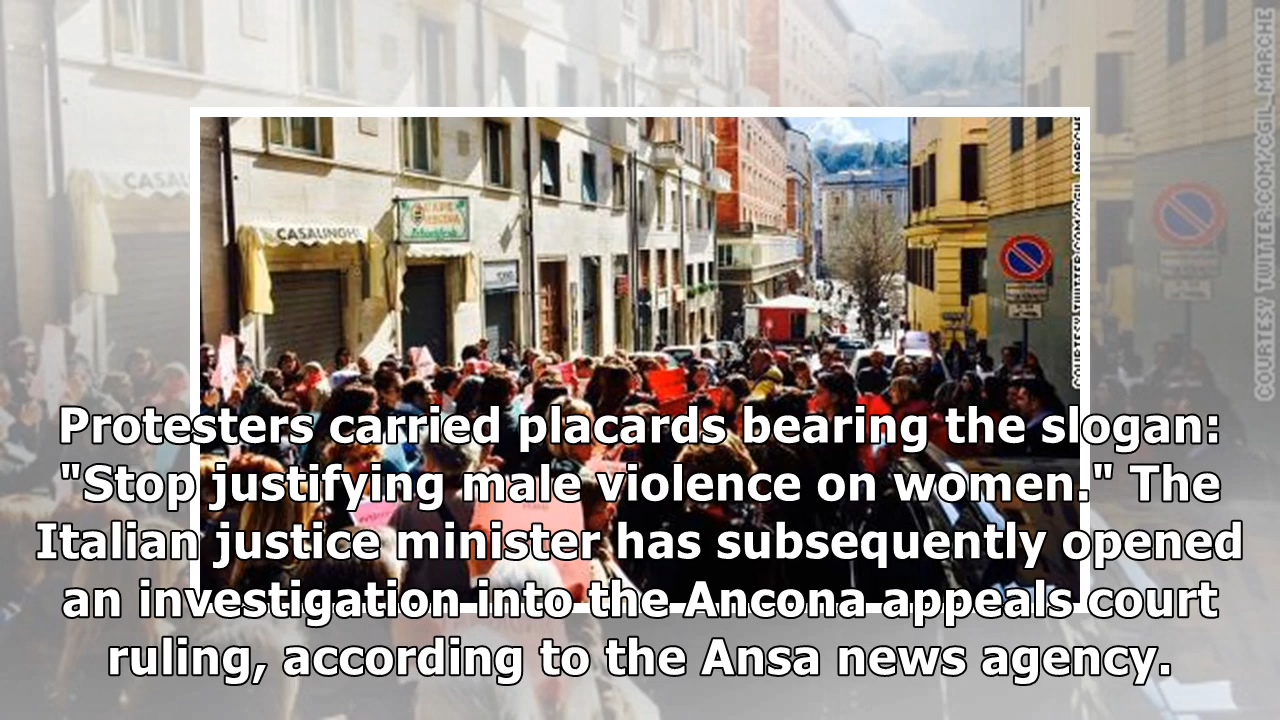 COURTESY TWITTER.COM/CGIL_MARCHE
CASALINGHI
Protesters carried placards bearing the slogan:
"Stop justifying male violence on women." The
Italian justice minister has subsequently opened
an investigation into the Ancona appeals court
ruling, according to the Ansa news agency.